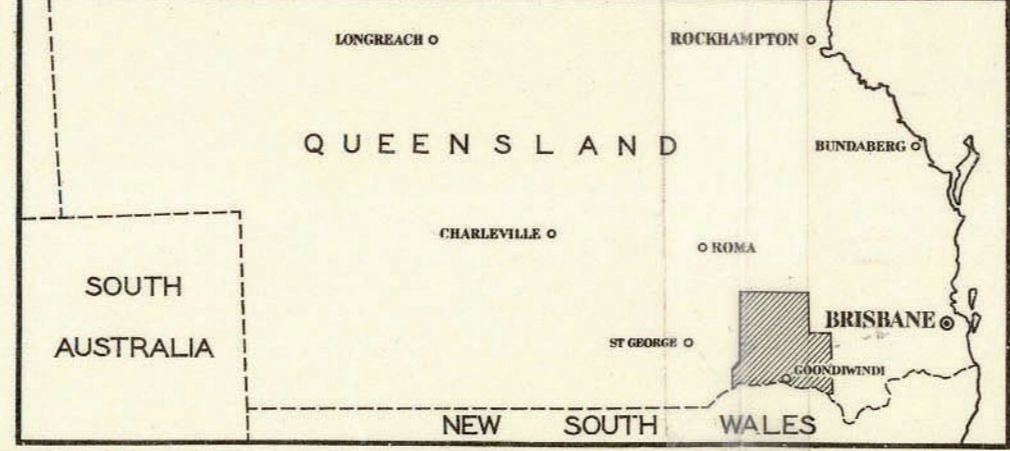 LONGREACH
ROCKHAMPTON
QUEENSLAND
BUNDABERG
CHARLEVILLE
ROMA
SOUTH
AUSTRALIA
BRISBANE
ST GEORGE
GOONDIWINDI
NEW SOUTH WALES